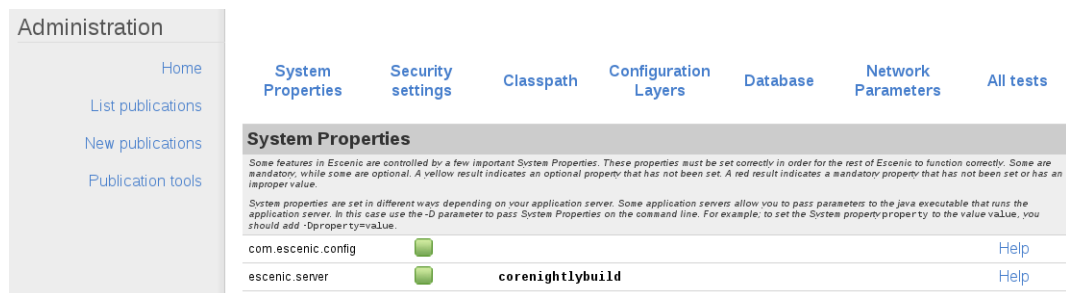 Administration
Home
List publications
New publications
Publication tools
System Properties
Security settings
Classpath
Configuration Layers
Database
Network Parameters
All tests
System Properties
Some features in Escenic are controlled by a few important System Properties. These properties must be set correctly in order for the rest of Escenic to function correctly. Some are
mandatory, while some are optional. A yellow result indicates an optional property that has not been set. A red result indicates a mandatory property that has not been set or has an
improper value.
System properties are set in different ways depending on your application server. Some application servers allow you to pass parameters to the java executable that runs the
application server. In this case use the -D parameter to pass System Properties on the command line. For example; to set the System property property to the value value, you
should add -Dproperty=value.
com.escenic.config Help
escenic.server corenightlybuild Help